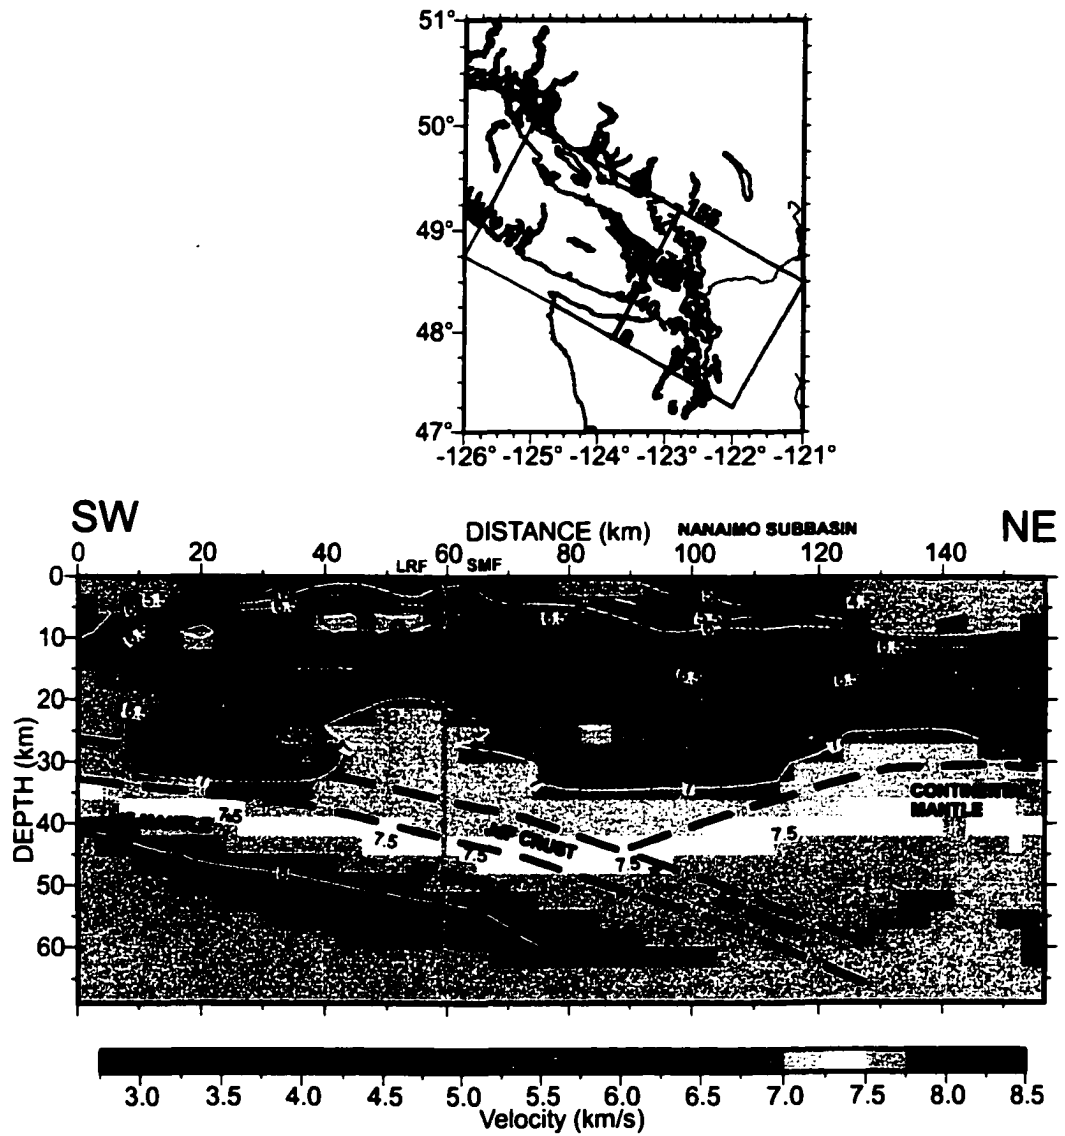 51°
50°
49°
48°
47°
-126° -125° -124° -123° -122° -121°
SW
DISTANCE (km)
NANAIMO SUBBASIN
NE
0 20 40 60 80 100 120 140
LRF SMF
0
10
20
30
40
50
60
DEPTH (km)
CONTINENTAL
MANTLE
7.5
7.5
7.5
CRUST
7.5
7.5
3.0 3.5 4.0 4.5 5.0 5.5 6.0 6.5 7.0 7.5 8.0 8.5
Velocity (km/s)